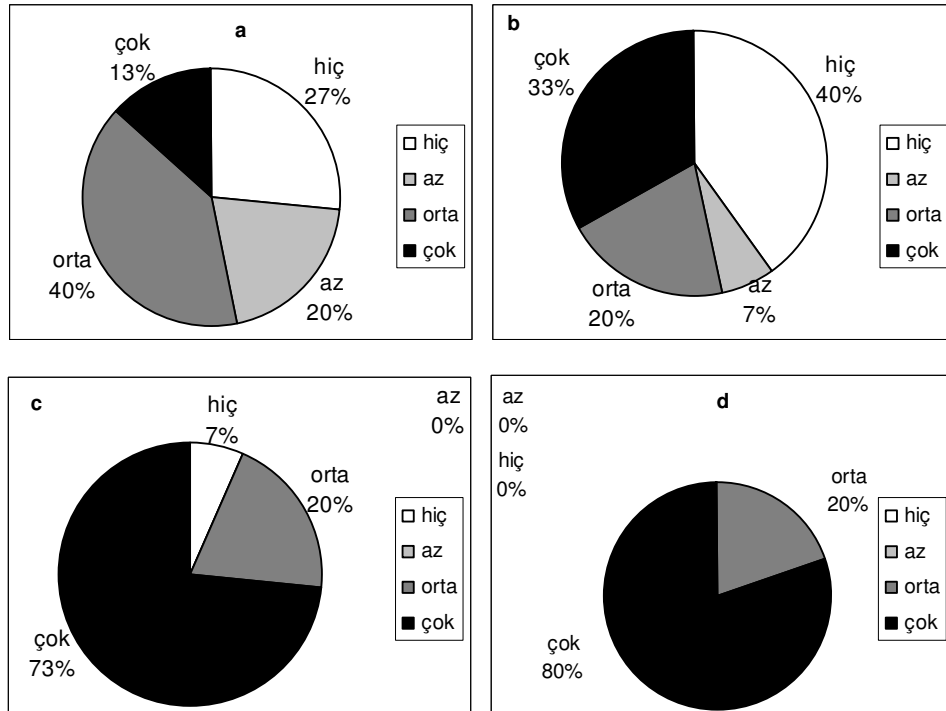 a
çok
13%
hiç
27%
orta
40%
az
20%
hiç
az
orta
çok
b
çok
33%
hiç
40%
orta
20%
az
7%
hiç
az
orta
çok
c
hiç
7%
az
0%
orta
20%
çok
73%
hiç
az
orta
çok
d
az
0%
hiç
0%
orta
20%
çok
80%
hiç
az
orta
çok